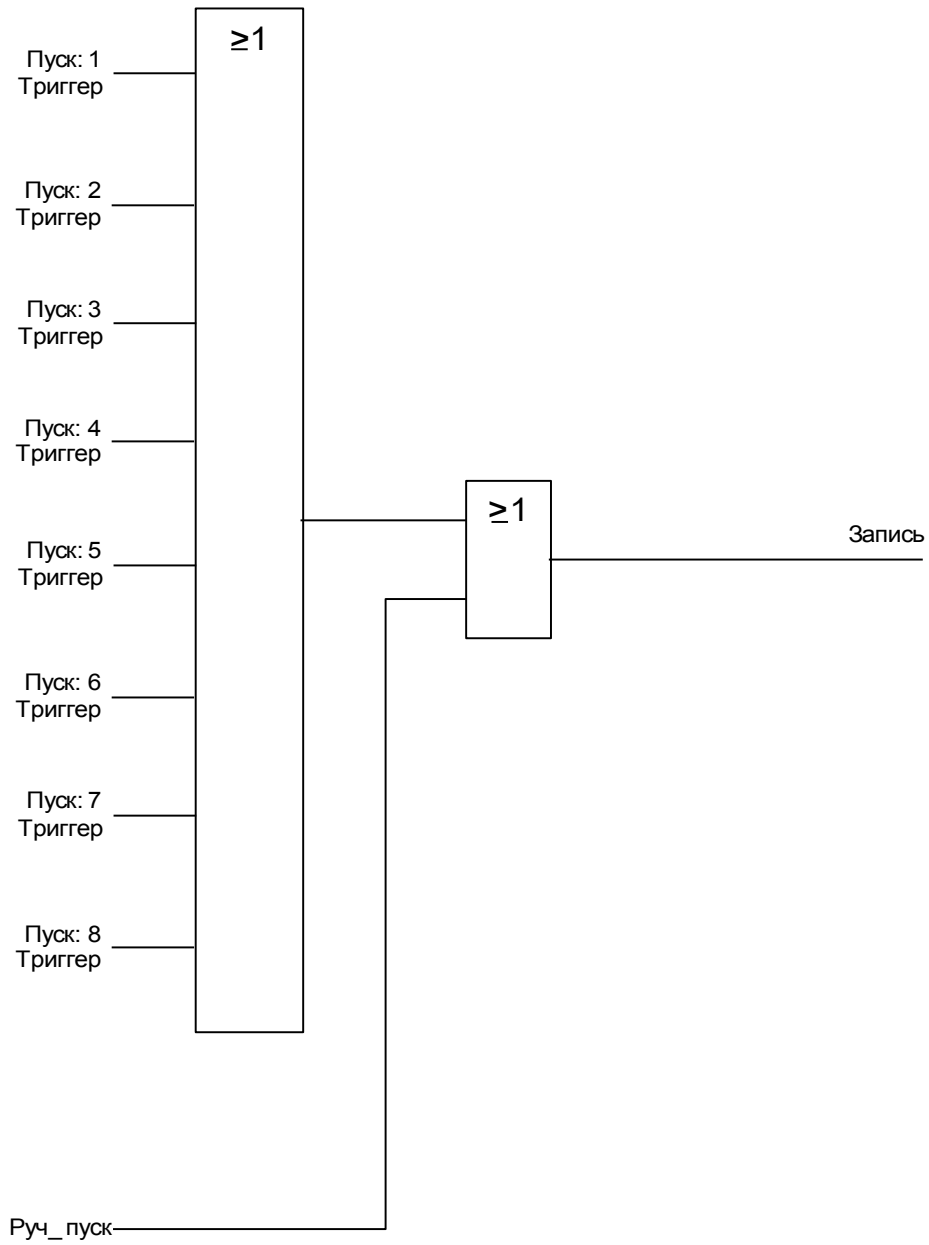 ≥1
Пуск: 1
Триггер
Пуск: 2
Триггер
Пуск: 3
Триггер
Пуск: 4
Триггер
≥1
Запись
Пуск: 5
Триггер
Пуск: 6
Триггер
Пуск: 7
Триггер
Пуск: 8
Триггер
Руч_пуск